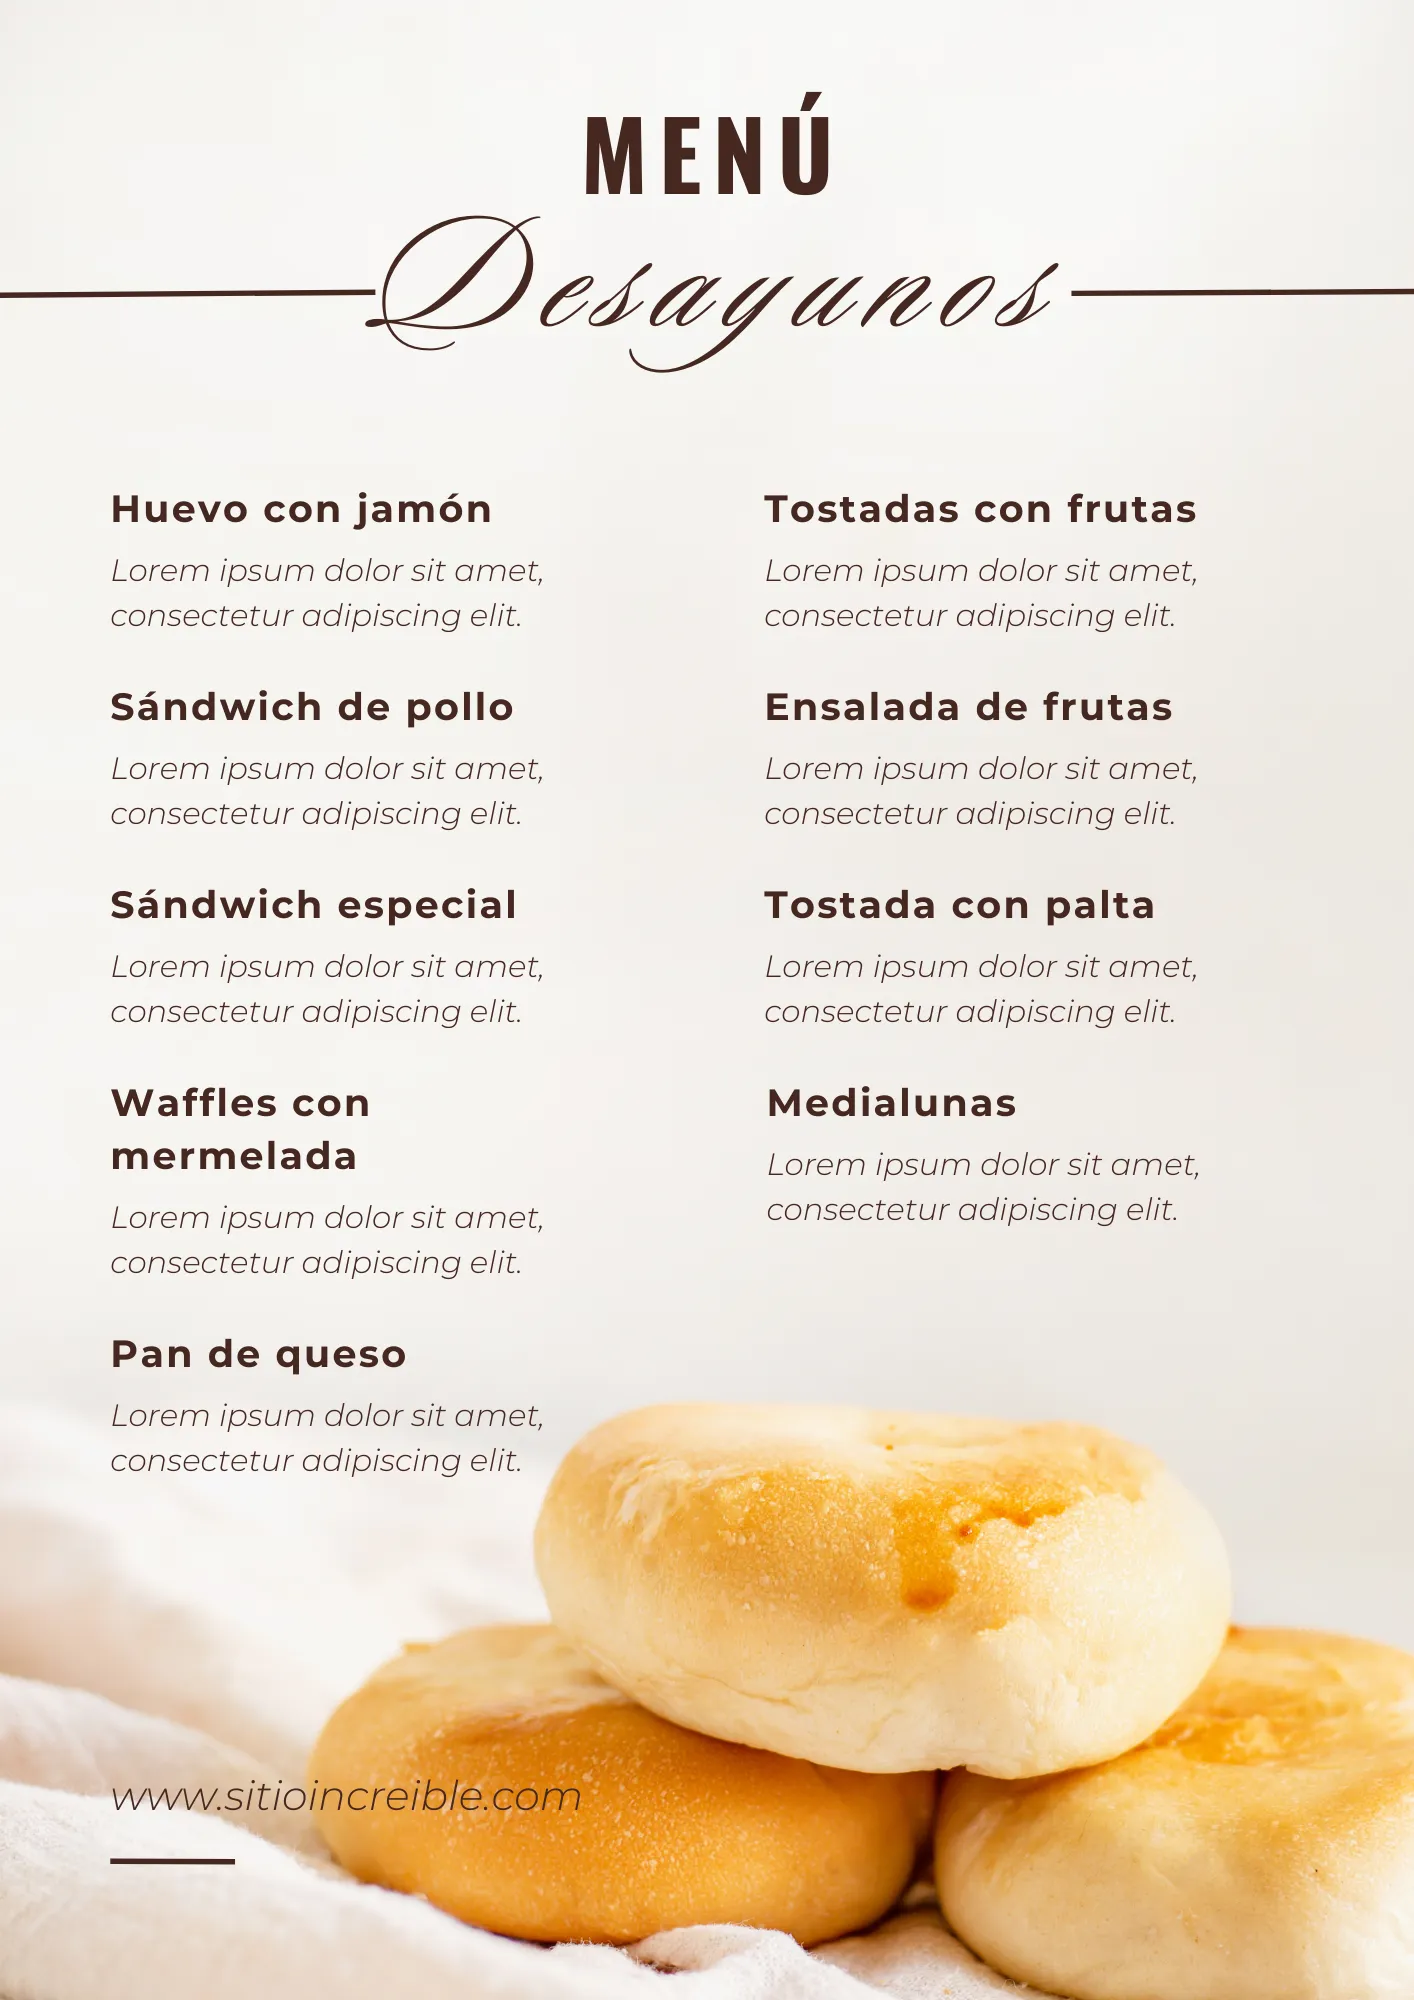 MENÚ
Desayunos
Huevo con jamón
Lorem ipsum dolor sit amet,
consectetur adipiscing elit.
Sándwich de pollo
Lorem ipsum dolor sit amet,
consectetur adipiscing elit.
Sándwich especial
Lorem ipsum dolor sit amet,
consectetur adipiscing elit.
Waffles con
mermelada
Lorem ipsum dolor sit amet,
consectetur adipiscing elit.
Pan de queso
Lorem ipsum dolor sit amet,
consectetur adipiscing elit.
Tostadas con frutas
Lorem ipsum dolor sit amet,
consectetur adipiscing elit.
Ensalada de frutas
Lorem ipsum dolor sit amet,
consectetur adipiscing elit.
Tostada con palta
Lorem ipsum dolor sit amet,
consectetur adipiscing elit.
Medialunas
Lorem ipsum dolor sit amet,
consectetur adipiscing elit.
www.sitioincreible.com